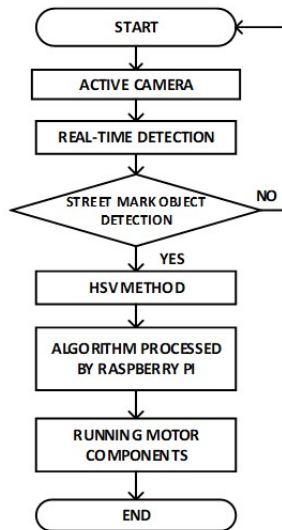 START
ACTIVE CAMERA
REAL-TIME DETECTION
STREET MARK OBJECT
DETECTION
NO
YES
HSV METHOD
ALGORITHM PROCESSED
BY RASPBERRY PI
RUNNING MOTOR
COMPONENTS
END